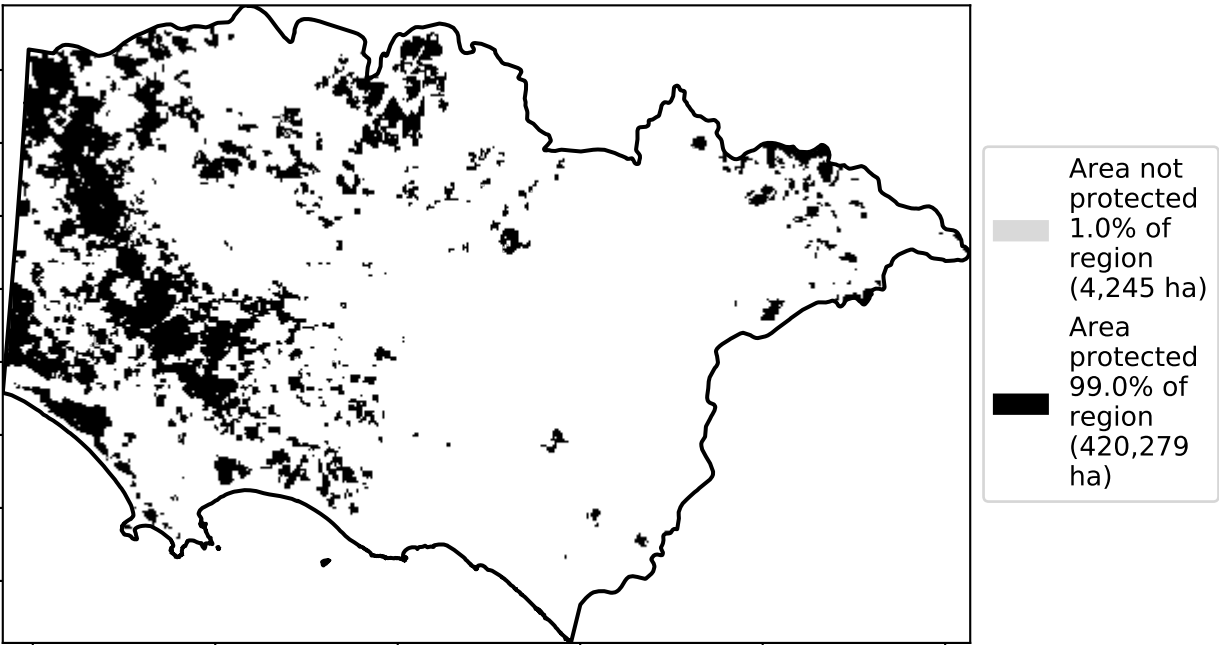 Area not
protected
1.0% of
region
(4,245 ha)
Area
protected
99.0% of
region
(420,279
ha)